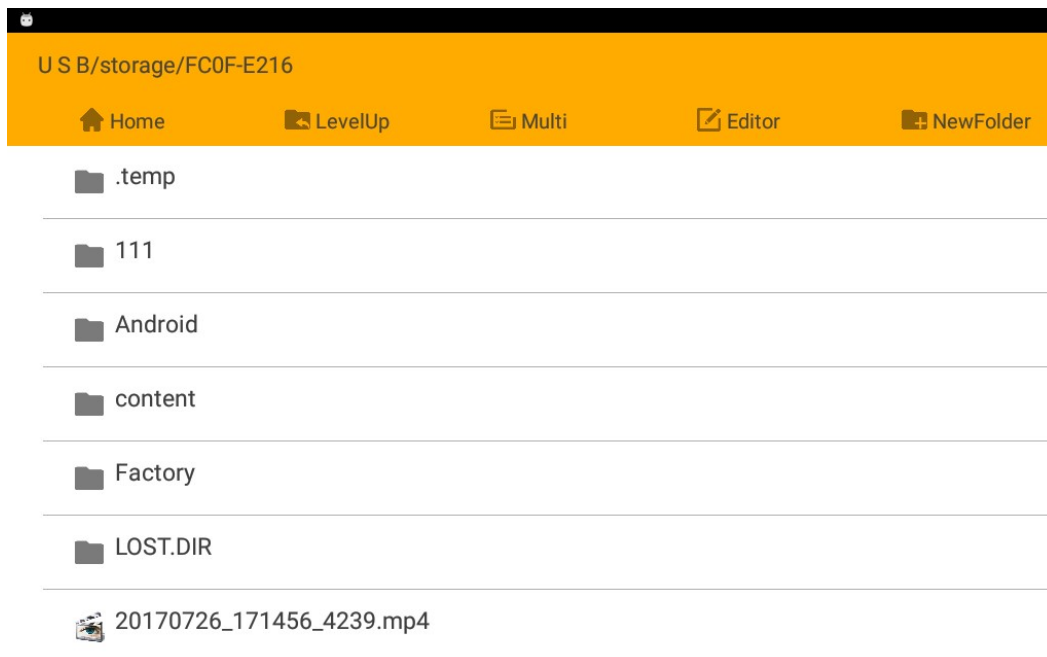 U S B/storage/FC0F-E216
Home LevelUp Multi Editor NewFolder
.temp
111
Android
content
Factory
LOST.DIR
20170726_171456_4239.mp4